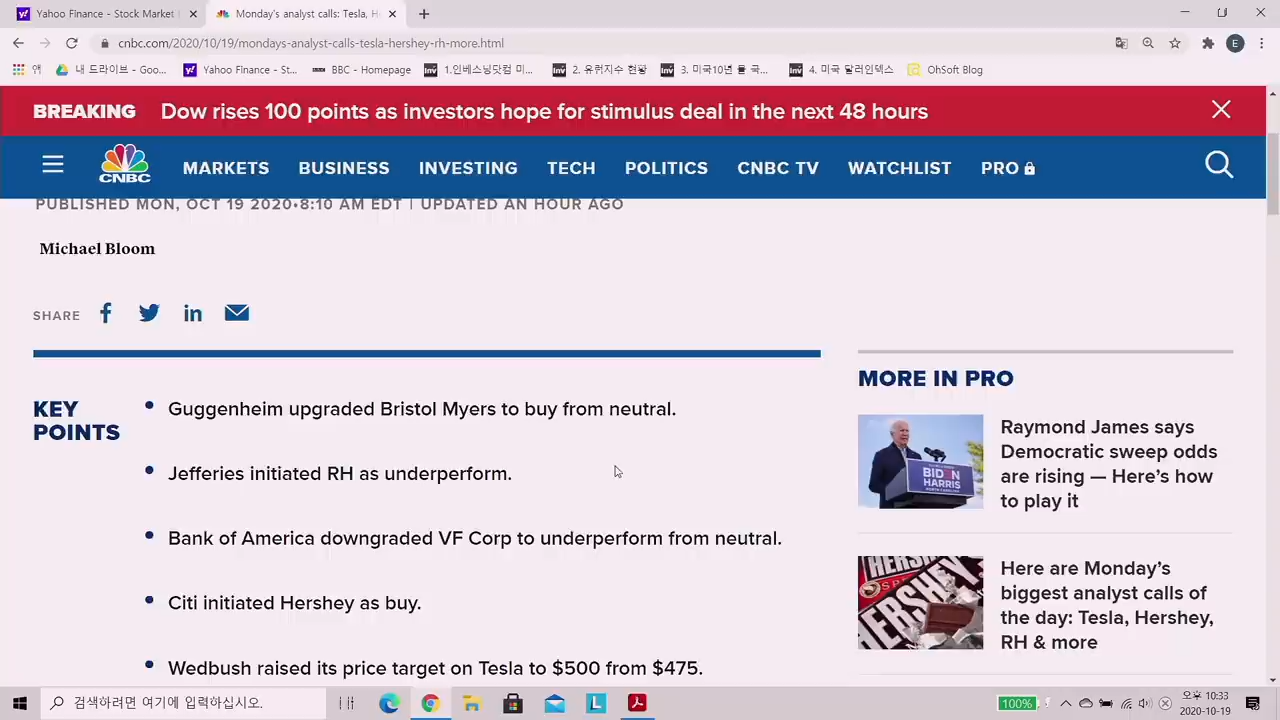 Yahoo Finance - Stock Market
Monday's analyst calls: Tesla, H
cnbc.com/2020/10/19/mondays-analyst-calls-tesla-hershey-rh-more.html
E
앱
내 드라이브 - Goo...
Yahoo Finance - St...
BBC - Homepage
1.인베스닝닷컴 미...
2. 유뤄지수 현황
3. 미국10년 물 국...
4. 미국 달러인덱스
OhSoft Blog
BREAKING Dow rises 100 points as investors hope for stimulus deal in the next 48 hours
CNBC
MARKETS BUSINESS INVESTING TECH POLITICS CNBC TV WATCHLIST PRO
PUBLISHED MON, OCT 19 2020•8:10 AM EDT | UPDATED AN HOUR AGO
Michael Bloom
SHARE
KEY
POINTS
Guggenheim upgraded Bristol Myers to buy from neutral.
Jefferies initiated RH as underperform.
Bank of America downgraded VF Corp to underperform from neutral.
Citi initiated Hershey as buy.
Wedbush raised its price target on Tesla to $500 from $475.
MORE IN PRO
BIDEN
HARRIS
Raymond James says
Democratic sweep odds
are rising — Here's how
to play it
HERSHEY
Here are Monday's
biggest analyst calls of
the day: Tesla, Hershey,
RH & more
검색하려면 여기에 입력하십시오.
100%
오후 10:33
2020-10-19